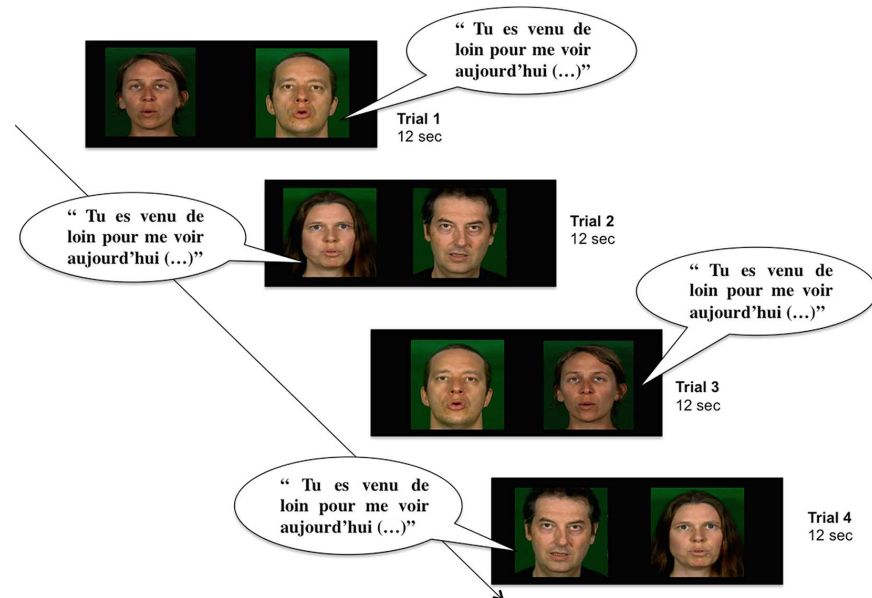 “ Tu es venu de
loin pour me voir
aujourd’hui (…)”
Trial 1
12 sec
“ Tu es venu de
loin pour me voir
aujourd’hui (…)”
Trial 2
12 sec
“ Tu es venu de
loin pour me voir
aujourd’hui (…)”
Trial 3
12 sec
“ Tu es venu de
loin pour me voir
aujourd’hui (…)”
Trial 4
12 sec